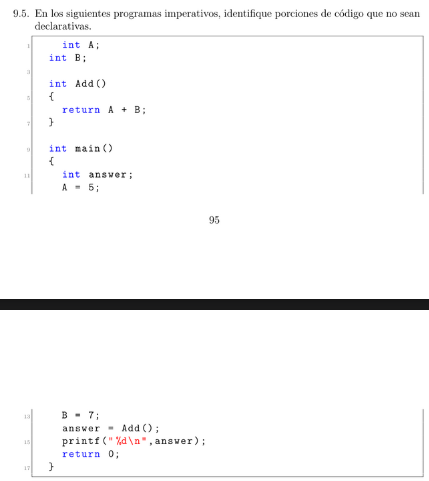 9.5. En los siguientes programas imperativos, identifique porciones de código que no sean
declarativas.
1 int A;
int B;
3
int Add()
5 {
return A + B;
7 }
9 int main()
{
11 int answer;
A = 5;
95
13 B = 7;
answer = Add();
15 printf("%d\n",answer);
return 0;
17 }